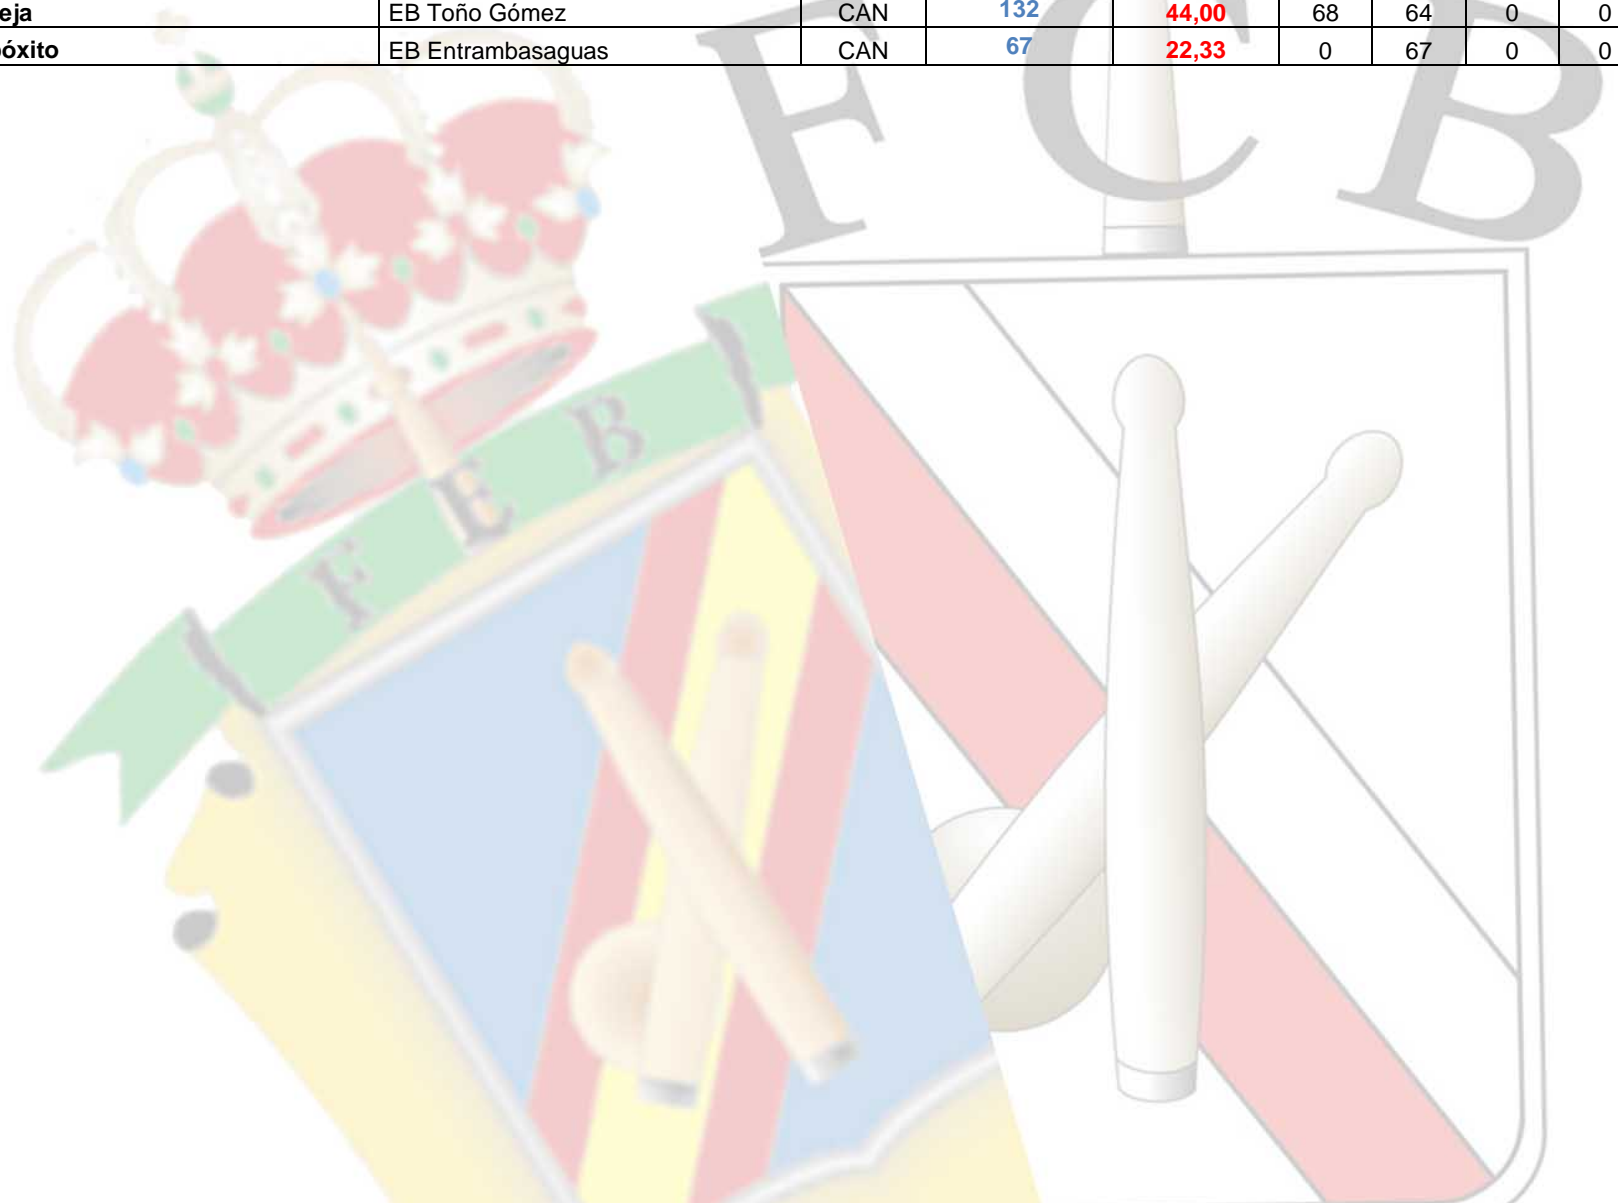 eja EB Toño Gómez CAN 132 44,00 68 64 0 0
óxito EB Entrambasaguas CAN 67 22,33 0 67 0 0
F C B
F E B